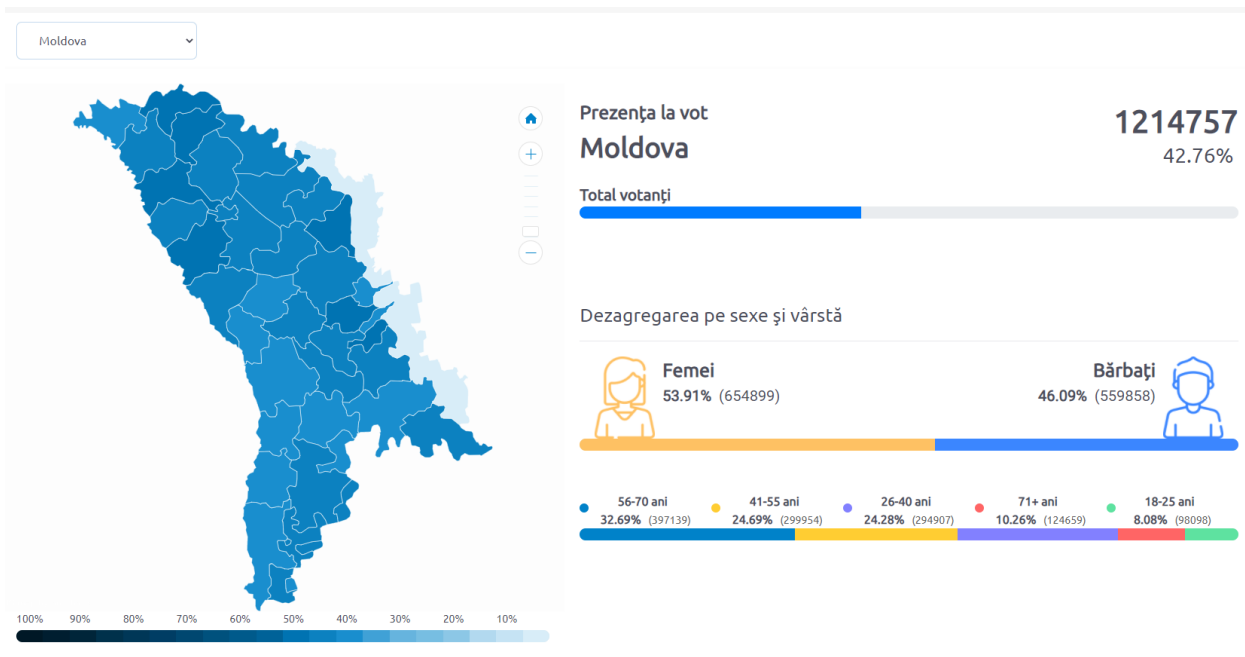 Moldova
Prezența la vot
1214757
Moldova
42.76%
Total votanți
Dezagregarea pe sexe și vârstă
Femei
53.91% (654899)
Bărbați
46.09% (559858)
56-70 ani
32.69% (397139)
41-55 ani
24.69% (299954)
26-40 ani
24.28% (294907)
71+ ani
10.26% (124659)
18-25 ani
8.08% (98098)
100% 90% 80% 70% 60% 50% 40% 30% 20% 10%